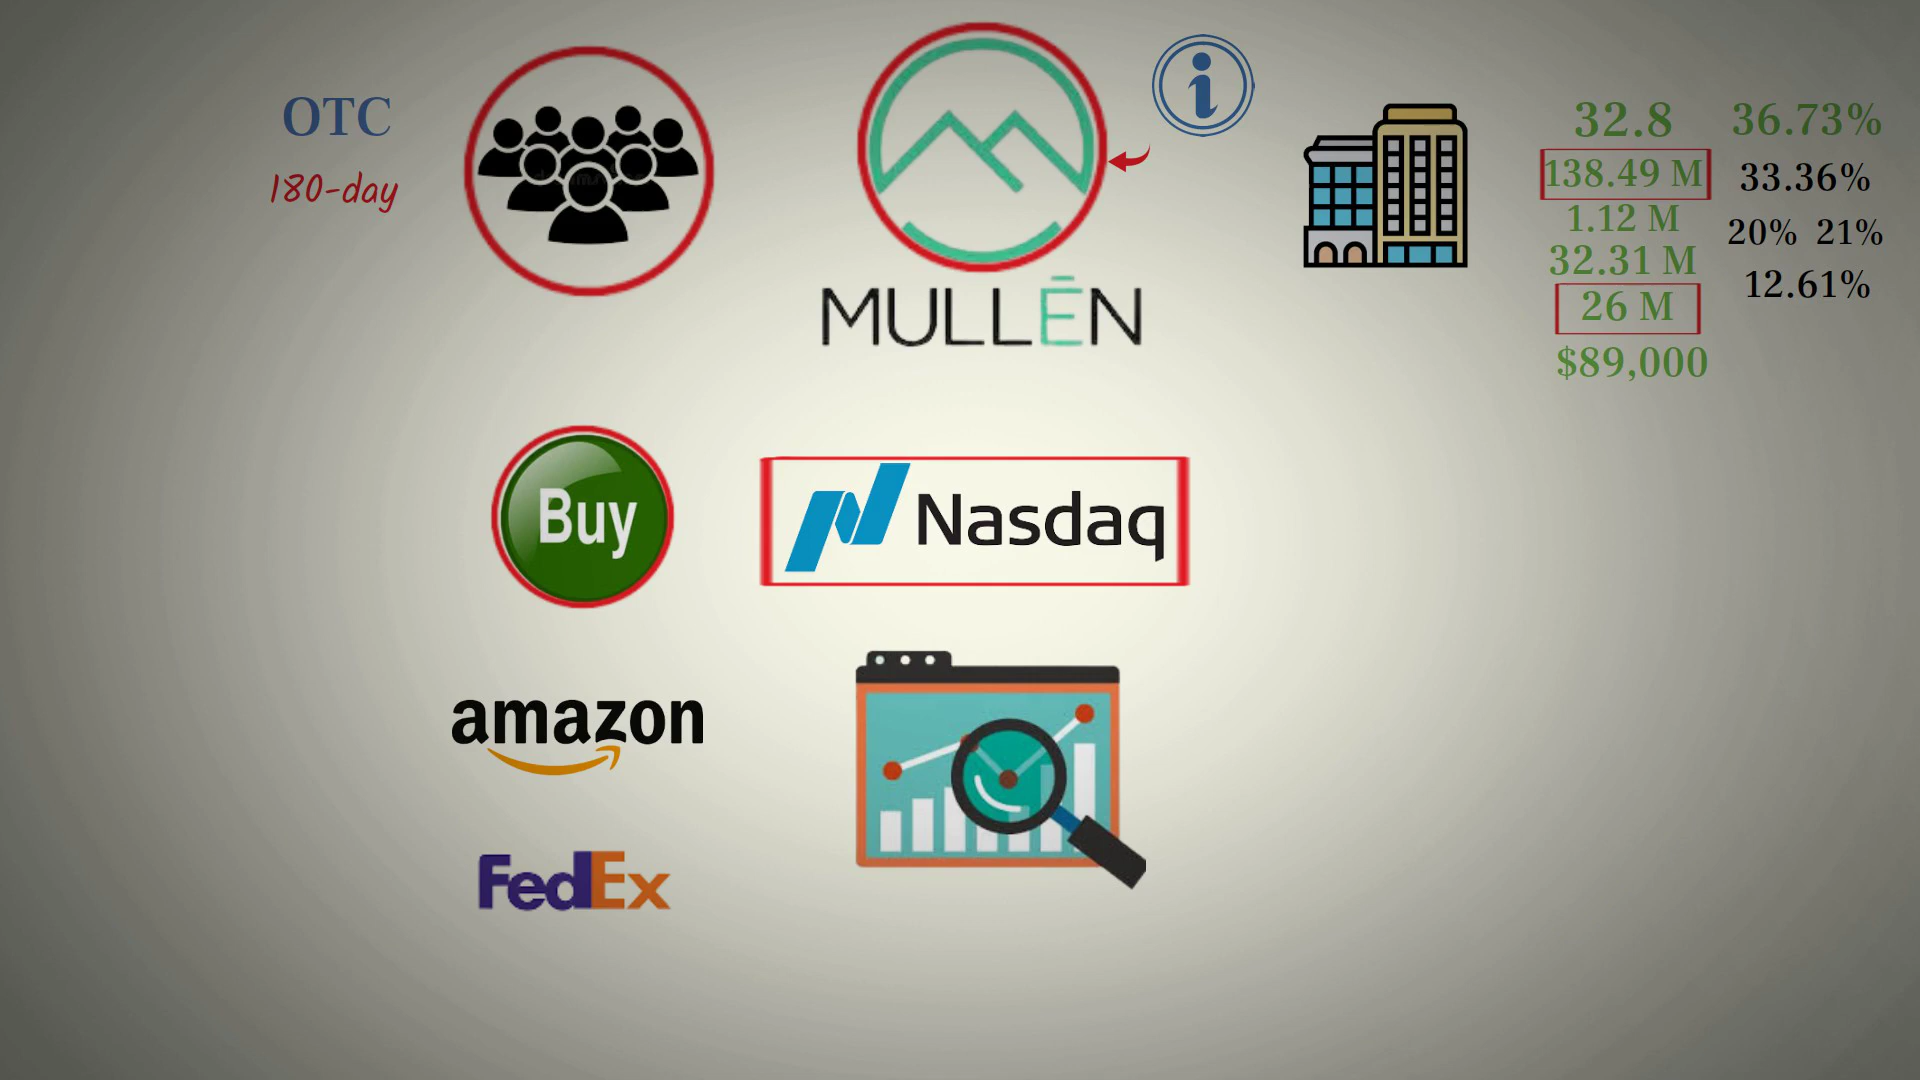 OTC
180-day
MULLĒN
i
32.8 36.73%
138.49 M 33.36%
1.12 M 20% 21%
32.31 M 12.61%
26 M
$89,000
Buy
Nasdaq
amazon
FedEx